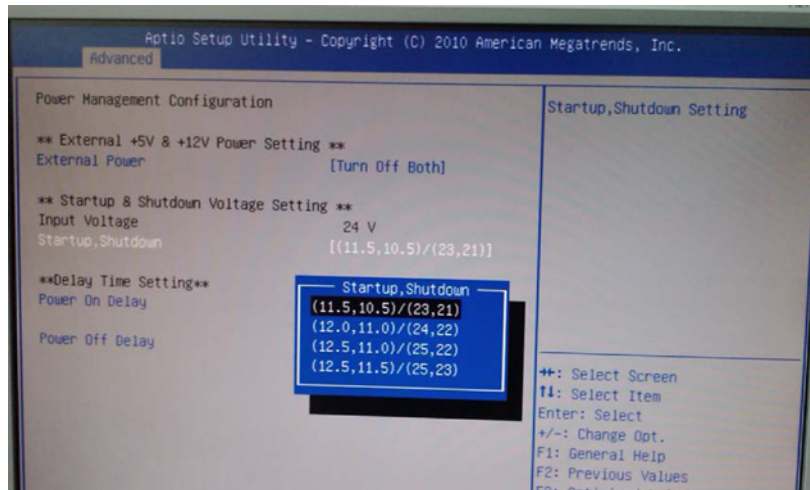 Aptio Setup Utility - Copyright (C) 2010 American Megatrends, Inc.
Advanced
Power Management Configuration
Startup,Shutdown Setting
** External +5V & +12V Power Setting **
External Power [Turn Off Both]
** Startup & Shutdown Voltage Setting **
Input Voltage 24 V
Startup,Shutdown [(11.5,10.5)/(23,21)]
**Delay Time Setting**
Power On Delay
Power Off Delay
Startup,Shutdown
(11.5,10.5)/(23,21)
(12.0,11.0)/(24,22)
(12.5,11.0)/(25,22)
(12.5,11.5)/(25,23)
: Select Screen
↑↓: Select Item
Enter: Select
+/-: Change Opt.
F1: General Help
F2: Previous Values